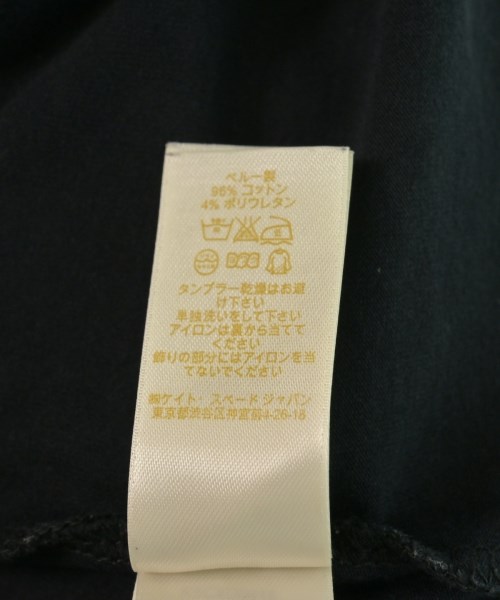 ペルー製
96% コットン
4% ポリウレタン
タンブラー乾燥はお避
け下さい
単独洗いをして下さい
アイロンは裏から当てて
ください
飾りの部分にはアイロンを当
てないでください
㈱ケイト・スペード ジャパン
東京都渋谷区神宮前4-26-18